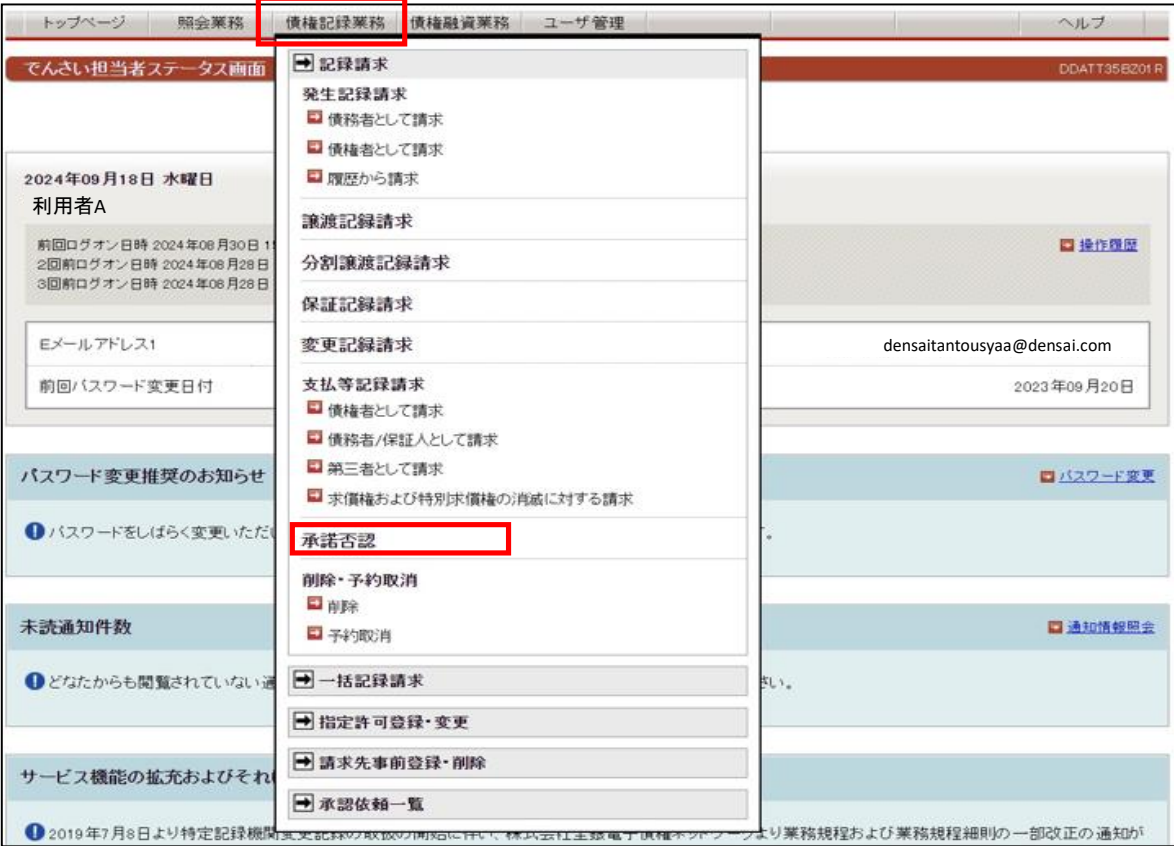 トップページ 照会業務 債権記録業務 債権融資業務 ユーザ管理 ヘルプ
でんさい担当者ステータス画面 DDATT35BZ01R
記録請求
発生記録請求
債務者として請求
債権者として請求
履歴から請求
譲渡記録請求
分割譲渡記録請求
保証記録請求
変更記録請求
支払等記録請求
債権者として請求
債務者/保証人として請求
第三者として請求
求償権および特別求償権の消滅に対する請求
承諾否認
削除・予約取消
削除
予約取消
一括記録請求
指定許可登録・変更
請求先事前登録・削除
承認依頼一覧
2024年09月18日 水曜日
利用者A
前回ログオン日時 2024年08月30日 1
2回前ログオン日時 2024年08月28日
3回前ログオン日時 2024年08月28日
操作履歴
Eメールアドレス1 densaitantousyaa@densai.com
前回パスワード変更日付 2023年09月20日
パスワード変更推奨のお知らせ パスワード変更
パスワードをしばらく変更いただい 。
未読通知件数 通知情報照会
どなたからも閲覧されていない通 さい。
サービス機能の拡充およびそれ
2019年7月8日より特定記録機関変更記録の取扱の開始に伴い、株式会社全銀電子債権ネットワークより業務規程および業務規程細則の一部改正の通知が